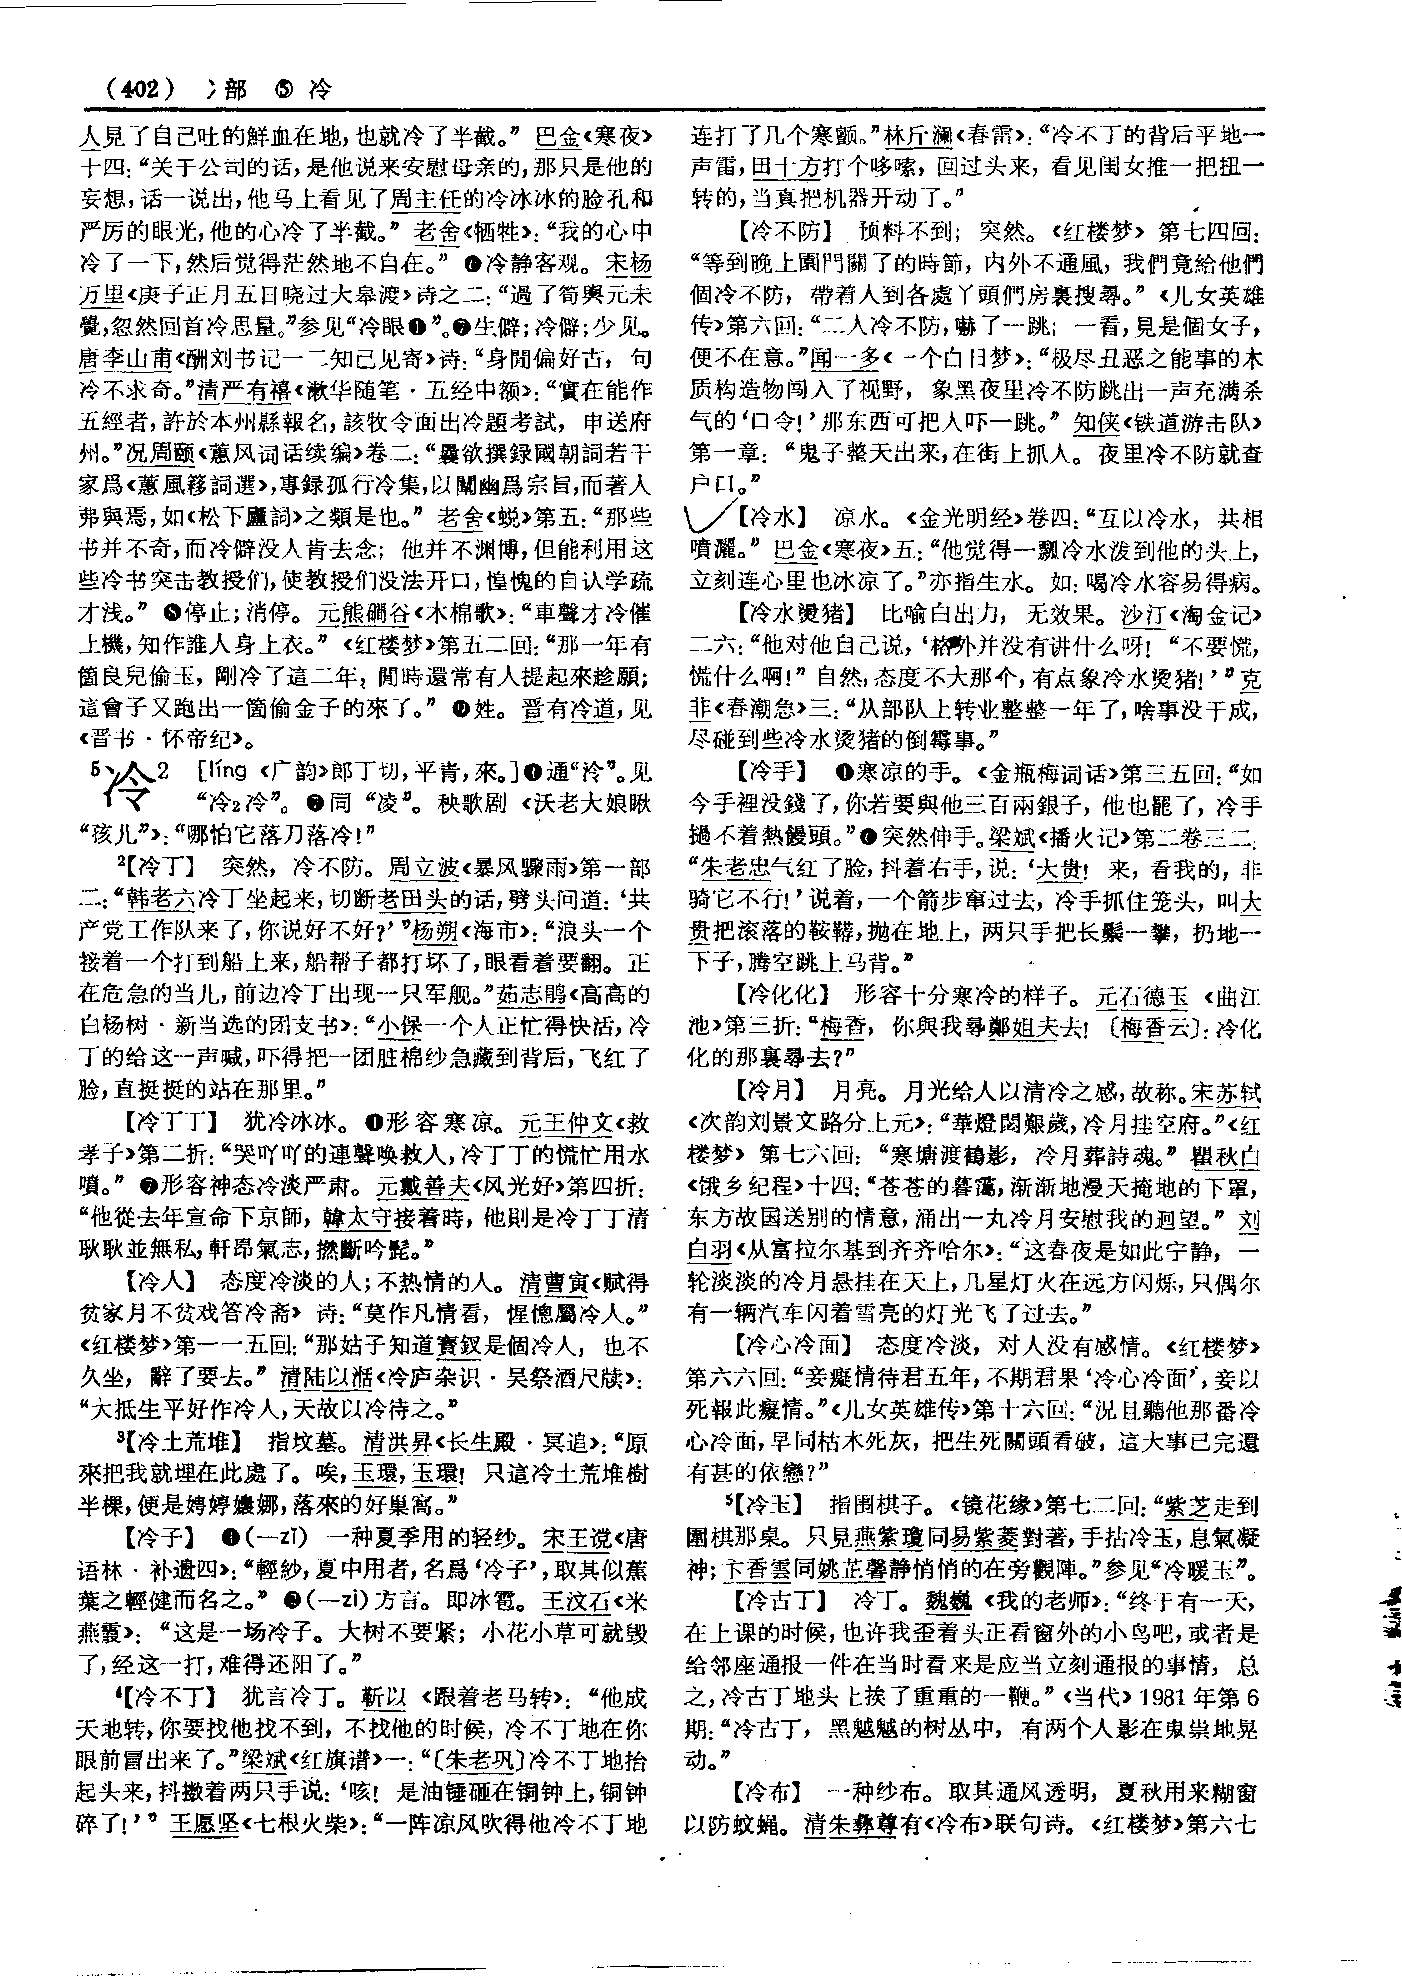 （402） 冫部 ⑤ 冷
人見了自己吐的鮮血在地，也就冷了半截。” 巴金《寒夜》
十四：“关于公司的话，是他说来安慰母亲的，那只是他的
妄想，话一说出，他马上看见了周主任的冷冰冰的脸孔和
严厉的眼光，他的心冷了半截。” 老舍《牺牲》：“我的心中
冷了一下，然后觉得茫然地不自在。” ❻冷静客观。 宋杨
万里《庚子正月五日晓过大皋渡》诗之二：“過了筍輿元未
覺，忽然回首冷思量。”参见“冷眼❶”。❼生僻；冷僻；少见。
唐李山甫《酬刘书记一二知己见寄》诗：“身閒偏好古， 句
冷不求奇。”清严有禧《漱华随笔·五经中额》：“實在能作
五經者，許於本州縣報名，該牧令面出冷題考試， 申送府
州。”况周颐《蕙风词话续编》卷二：“曩欲撰録國朝詞若干
家爲《蕙風簃詞選》，專録孤行冷集，以闡幽爲宗旨，而著人
弗與焉，如《松下廬詞》之類是也。” 老舍《蜕》第五：“那些
书并不奇，而冷僻没人肯去念； 他并不渊博，但能利用这
些冷书突击教授们，使教授们没法开口，惶愧的自认学疏
才浅。” ❽停止；消停。 元熊礀谷《木棉歌》：“車聲才冷催
上機，知作誰人身上衣。” 《红楼梦》第五二回：“那一年有
箇良兒偷玉， 剛冷了這二年， 閒時還常有人提起來趁願；
這會子又跑出一箇偷金子的來了。” ❾姓。 晋有冷道，见
《晋书·怀帝纪》。
5冷2 ［líng 《广韵》郎丁切，平青，來。］❶通“泠”。见
“冷2冷”。 ❷同 “凌”。 秧歌剧 《沃老大娘瞅
“孩儿”》：“哪怕它落刀落冷！”
2【冷丁】 突然，冷不防。 周立波《暴风骤雨》第一部
二：“韩老六冷丁坐起来，切断老田头的话，劈头问道：‘共
产党工作队来了，你说好不好？’”杨朔《海市》：“浪头一个
接着一个打到船上来，船帮子都打坏了，眼看着要翻。 正
在危急的当儿，前边冷丁出现一只军舰。”茹志鹃《高高的
白杨树·新当选的团支书》：“小保一个人正忙得快活，冷
丁的给这一声喊，吓得把一团脏棉纱急藏到背后，飞红了
脸，直挺挺的站在那里。”
【冷丁丁】 犹冷冰冰。 ❶形容寒凉。 元王仲文《救
孝子》第二折：“哭吖吖的連聲唤救人，冷丁丁的慌忙用水
噴。” ❷形容神态冷淡严肃。 元戴善夫《风光好》第四折：
“他從去年宣命下京師， 韓太守接着時，他則是冷丁丁清
耿耿並無私，軒昂氣志，撚斷吟髭。”
【冷人】 态度冷淡的人；不热情的人。 清曹寅《赋得
贫家月不贫戏答冷斋》 诗：“莫作凡情看， 惺惚屬冷人。”
《红楼梦》第一一五回：“那姑子知道寶釵是個冷人， 也不
久坐， 辭了要去。” 清陆以湉《冷庐杂识·吴祭酒尺牍》：
“大抵生平好作冷人，天故以冷待之。”
3【冷土荒堆】 指坟墓。 清洪昇《长生殿·冥追》：“原
來把我就埋在此處了。 唉，玉環，玉環！ 只這冷土荒堆樹
半棵，便是娉婷嬝娜，落來的好巢窩。”
【冷子】 ❶(—zǐ) 一种夏季用的轻纱。 宋王谠《唐
语林·补遗四》：“輕紗，夏中用者，名爲‘冷子’，取其似蕉
葉之輕健而名之。” ❷(—zi)方言。 即冰雹。 王汶石《米
燕霞》： “这是一场冷子。 大树不要紧； 小花小草可就毁
了，经这一打，难得还阳了。”
4【冷不丁】 犹言冷丁。 靳以 《跟着老马转》： “他成
天地转，你要找他找不到， 不找他的时候， 冷不丁地在你
眼前冒出来了。”梁斌《红旗谱》一：“〔朱老巩〕冷不丁地抬
起头来，抖擞着两只手说：‘咳！ 是油锤砸在铜钟上，铜钟
碎了！’” 王愿坚《七根火柴》：“一阵凉风吹得他冷不丁地
连打了几个寒颤。”林斤澜《春雷》：“冷不丁的背后平地一
声雷，田十方打个哆嗦， 回过头来， 看见闺女推一把扭一
转的，当真把机器开动了。”
【冷不防】 预料不到； 突然。《红楼梦》 第七四回：
“等到晚上園門關了的時節， 内外不通風， 我們竟給他們
個冷不防， 帶着人到各處丫頭們房裏搜尋。” 《儿女英雄
传》第六回：“二人冷不防，嚇了一跳； 一看，見是個女子，
便不在意。”闻一多《一个白日梦》：“极尽丑恶之能事的木
质构造物闯入了视野， 象黑夜里冷不防跳出一声充满杀
气的‘口令！’那东西可把人吓一跳。” 知侠《铁道游击队》
第一章： “鬼子整天出来，在街上抓人。 夜里冷不防就查
户口。”
【冷水】 凉水。《金光明经》卷四：“互以冷水， 共相
噴灑。” 巴金《寒夜》五：“他觉得一瓢冷水泼到他的头上，
立刻连心里也冰凉了。”亦指生水。如：喝冷水容易得病。
【冷水烫猪】 比喻白出力， 无效果。 沙汀《淘金记》
二六：“他对他自己说，‘格外并没有讲什么呀！ “不要慌，
慌什么啊！” 自然，态度不大那个，有点象冷水烫猪！’”克
非《春潮急》三：“从部队上转业整整一年了，啥事没干成，
尽碰到些冷水烫猪的倒霉事。”
【冷手】 ❶寒凉的手。《金瓶梅词话》第三五回：“如
今手裡没錢了，你若要與他三百兩銀子， 他也罷了， 冷手
撾不着熱饅頭。”❷突然伸手。梁斌《播火记》第二卷三二：
“朱老忠气红了脸，抖着右手，说：‘大贵！ 来， 看我的， 非
骑它不行！’说着，一个箭步窜过去， 冷手抓住笼头， 叫大
贵把滚落的鞍鞯，抛在地上， 两只手把长鬃一攀， 扔地一
下子，腾空跳上马背。”
【冷化化】 形容十分寒冷的样子。 元石德玉 《曲江
池》第三折：“梅香， 你與我尋鄭姐夫去！ 〔梅香云〕：冷化
化的那裏尋去？”
【冷月】 月亮。 月光给人以清冷之感，故称。宋苏轼
《次韵刘景文路分上元》：“華燈閟艱歲，冷月挂空府。”《红
楼梦》 第七六回： “寒塘渡鶴影， 冷月葬詩魂。” 瞿秋白
《饿乡纪程》十四：“苍苍的暮霭，渐渐地漫天掩地的下罩，
东方故国送别的情意，涌出一丸冷月安慰我的迴望。” 刘
白羽《从富拉尔基到齐齐哈尔》：“这春夜是如此宁静， 一
轮淡淡的冷月悬挂在天上，几星灯火在远方闪烁，只偶尔
有一辆汽车闪着雪亮的灯光飞了过去。”
【冷心冷面】 态度冷淡， 对人没有感情。《红楼梦》
第六六回：“妾癡情待君五年，不期君果‘冷心冷面’，妾以
死報此癡情。”《儿女英雄传》第十六回：“况且聽他那番冷
心冷面，早同枯木死灰， 把生死關頭看破， 這大事已完還
有甚的依戀？”
5【冷玉】 指围棋子。《镜花缘》第七二回：“紫芝走到
圍棋那桌。 只見燕紫瓊同易紫菱對著，手拈冷玉，息氣凝
神；卞香雲同姚芷馨静悄悄的在旁觀陣。”参见“冷暖玉”。
【冷古丁】 冷丁。 魏巍 《我的老师》：“终于有一天，
在上课的时候，也许我歪着头正看窗外的小鸟吧，或者是
给邻座通报一件在当时看来是应当立刻通报的事情， 总
之，冷古丁地头上挨了重重的一鞭。”《当代》1981 年第 6
期：“冷古丁， 黑魆魆的树丛中， 有两个人影在鬼祟地晃
动。”
【冷布】 一种纱布。 取其通风透明， 夏秋用来糊窗
以防蚊蝇。 清朱彝尊有《冷布》联句诗。《红楼梦》第六七